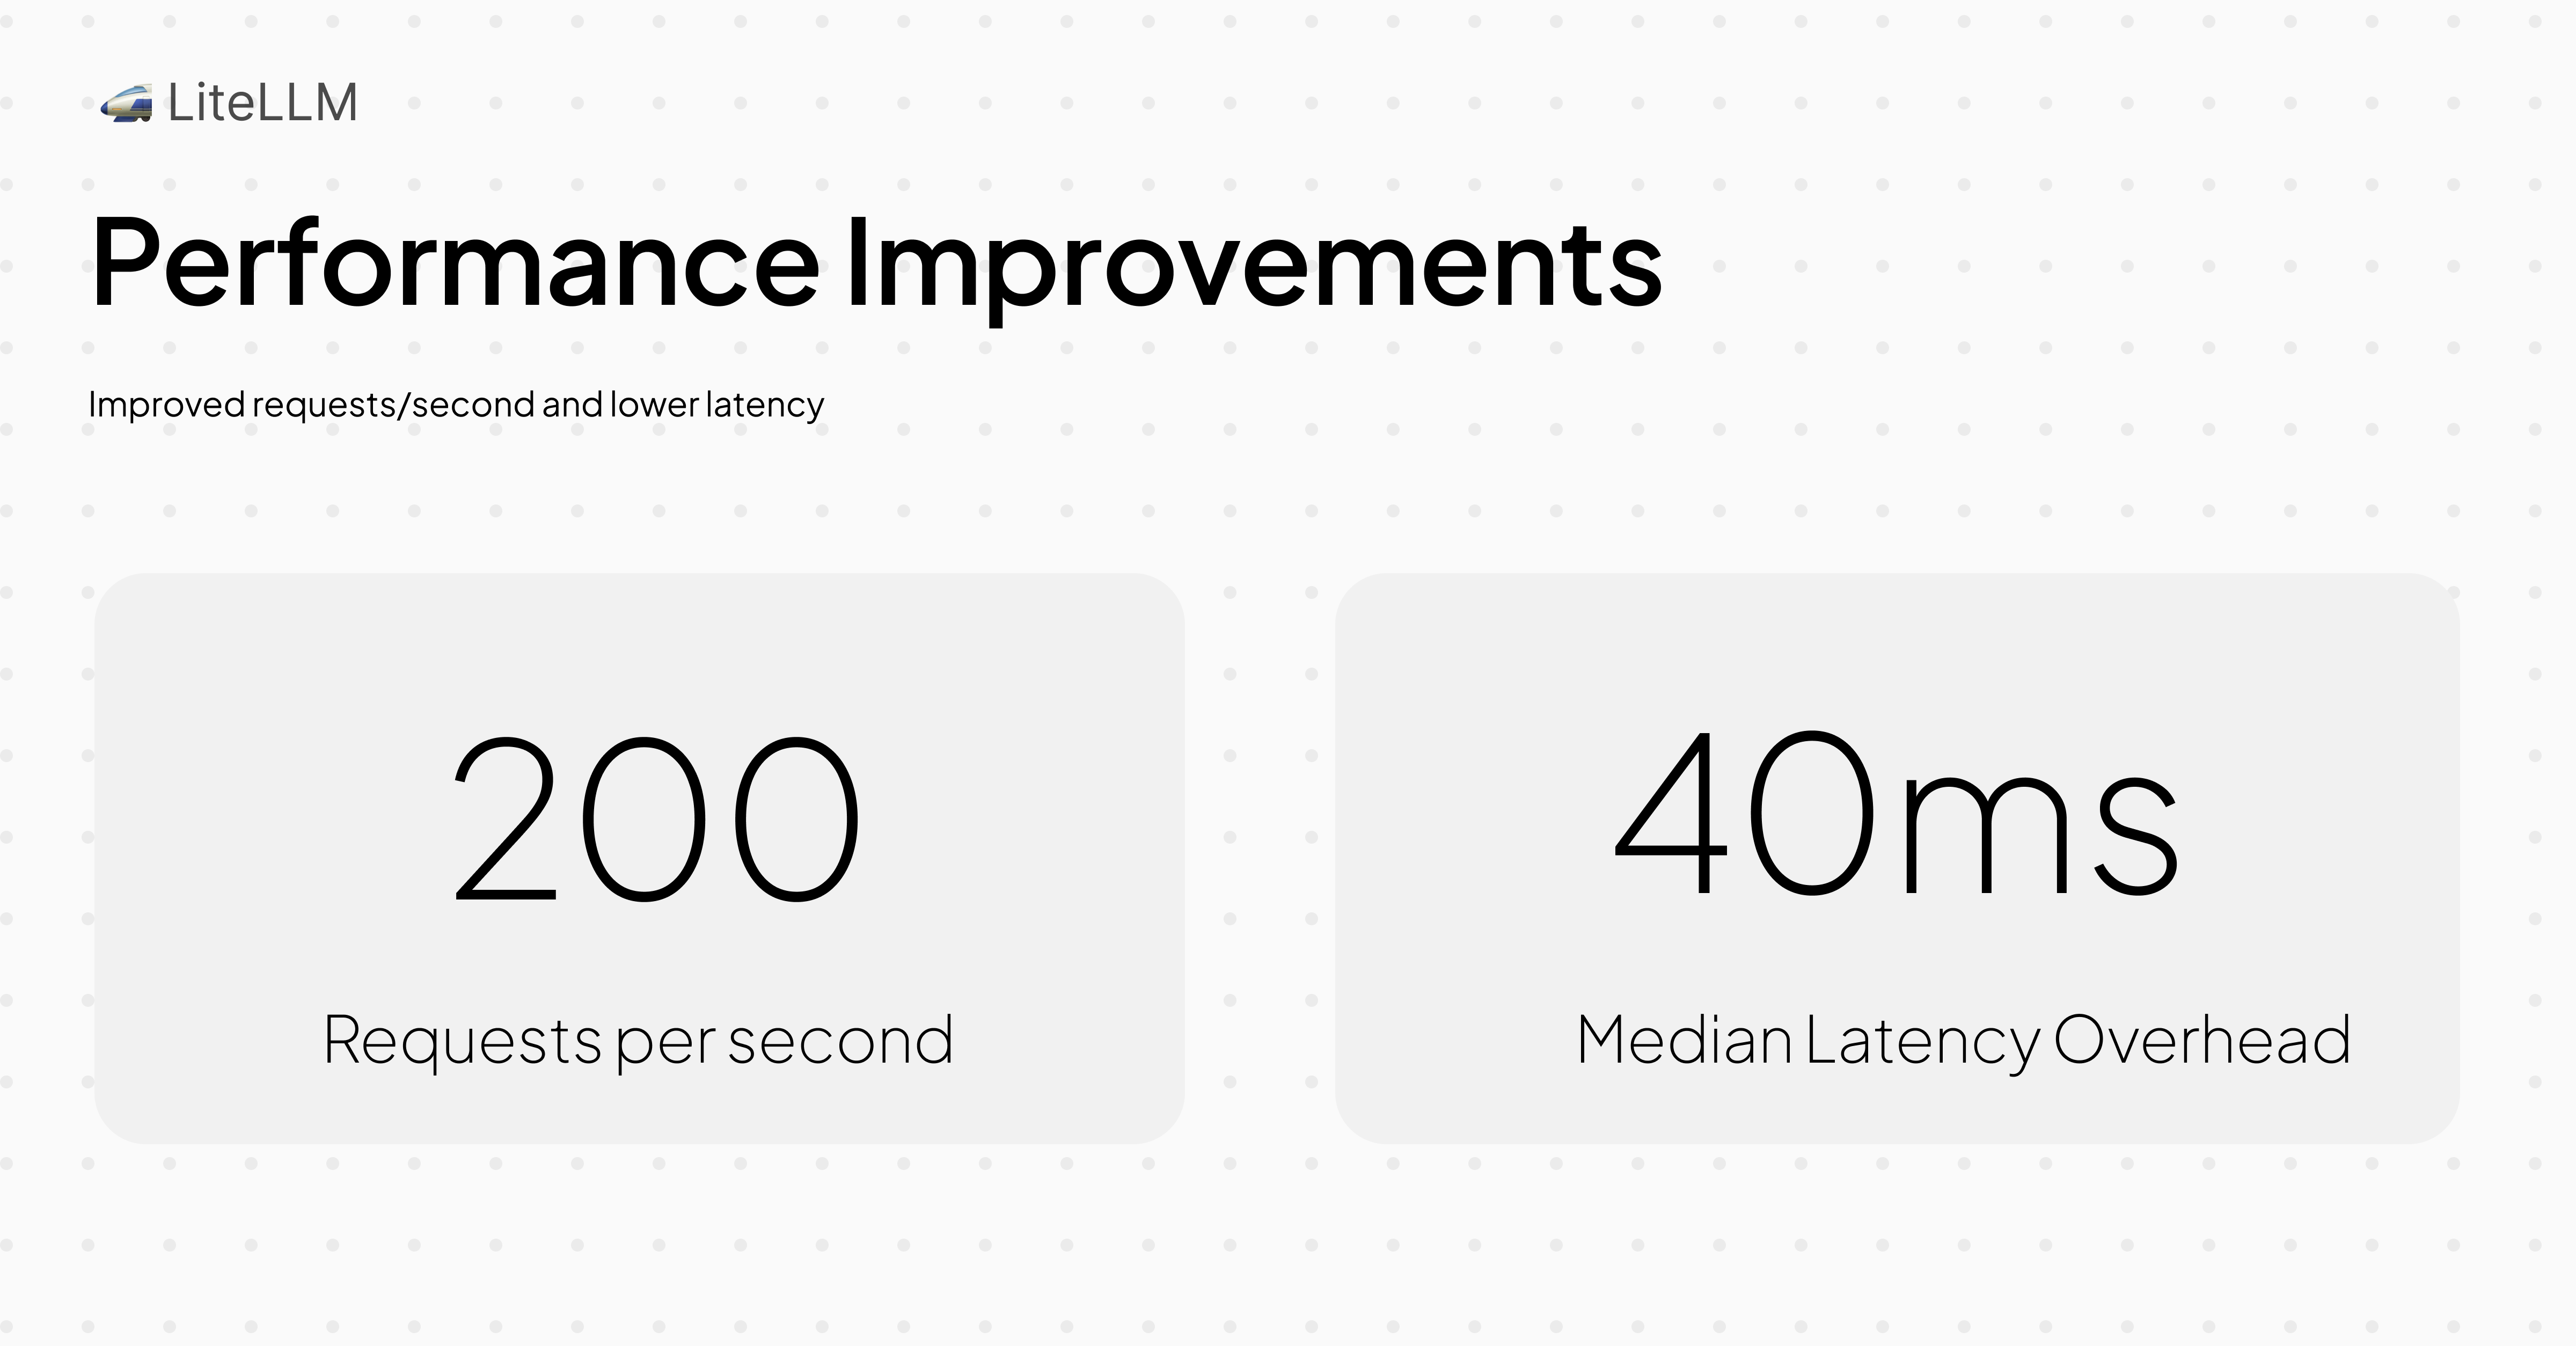 LiteLLM
Performance Improvements
Improved requests/second and lower latency
200
Requests per second
40ms
Median Latency Overhead